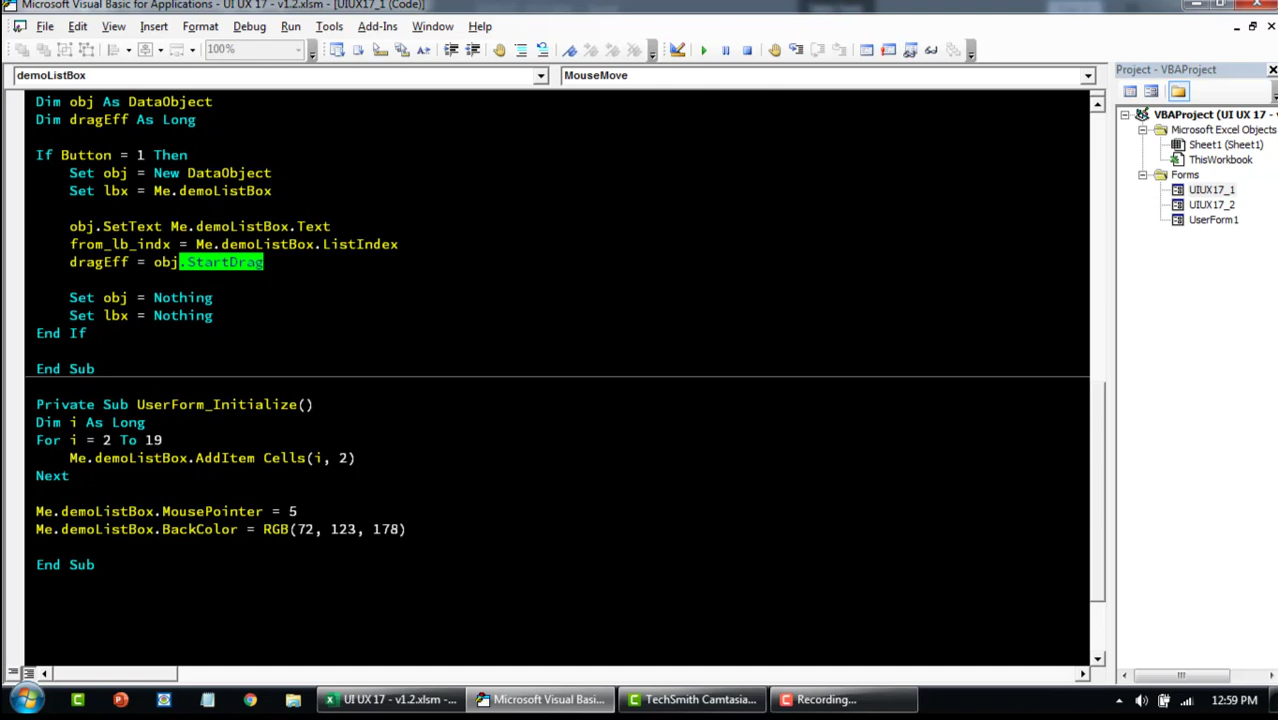 Microsoft Visual Basic for Applications - UI UX 17 - v1.2.xlsm - [UIUX17_1 (Code)]
File Edit View Insert Format Debug Run Tools Add-Ins Window Help
100%
demoListBox MouseMove
Dim obj As DataObject
Dim dragEff As Long
If Button = 1 Then
Set obj = New DataObject
Set lbx = Me.demoListBox
obj.SetText Me.demoListBox.Text
from_lb_indx = Me.demoListBox.ListIndex
dragEff = obj.StartDrag
Set obj = Nothing
Set lbx = Nothing
End If
End Sub
Private Sub UserForm_Initialize()
Dim i As Long
For i = 2 To 19
Me.demoListBox.AddItem Cells(i, 2)
Next
Me.demoListBox.MousePointer = 5
Me.demoListBox.BackColor = RGB(72, 123, 178)
End Sub
Project - VBAProject
VBAProject (UI UX 17 -
Microsoft Excel Objects
Sheet1 (Sheet1)
ThisWorkbook
Forms
UIUX17_1
UIUX17_2
UserForm1
UI UX 17 - v1.2.xlsm -... Microsoft Visual Basi... TechSmith Camtasia... Recording... 12:59 PM